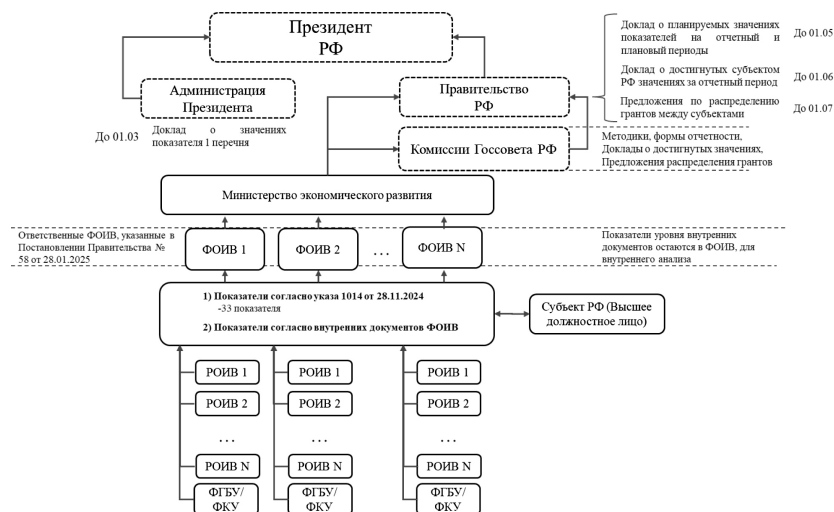 Президент
РФ
Доклад о планируемых значениях
показателей на отчетный и
плановый периоды
До 01.05
Доклад о достигнутых субъектом
РФ значениях за отчетный период
До 01.06
Предложения по распределению
грантов между субъектами
До 01.07
Администрация
Президента
Правительство
РФ
До 01.03
Доклад о значениях
показателя 1 перечня
Комиссии Госсовета РФ
Методики, формы отчетности,
Доклады о достигнутых значениях,
Предложения распределения грантов
Министерство экономического развития
Ответственные ФОИВ, указанные в
Постановлении Правительства №
58 от 28.01.2025
ФОИВ 1
ФОИВ 2
...
ФОИВ N
Показатели уровня внутренних
документов остаются в ФОИВ, для
внутреннего анализа
1) Показатели согласно указа 1014 от 28.11.2024
-33 показателя
2) Показатели согласно внутренних документов ФОИВ
Субъект РФ (Высшее
должностное лицо)
РОИВ 1
РОИВ 1
РОИВ 1
РОИВ 2
РОИВ 2
РОИВ 2
...
...
...
РОИВ N
РОИВ N
РОИВ N
ФГБУ/
ФКУ
ФГБУ/
ФКУ
ФГБУ/
ФКУ